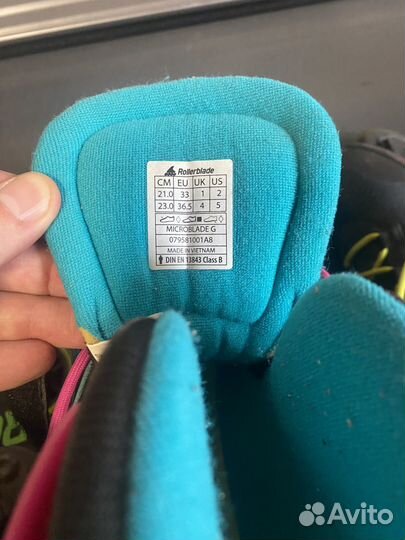 Rollerblade
CM EU UK US
21.0 33 1 2
23.0 36.5 4 5
MICROBLADE G
079581001A8
MADE IN VIETNAM
DIN EN 13843 Class B
Avito